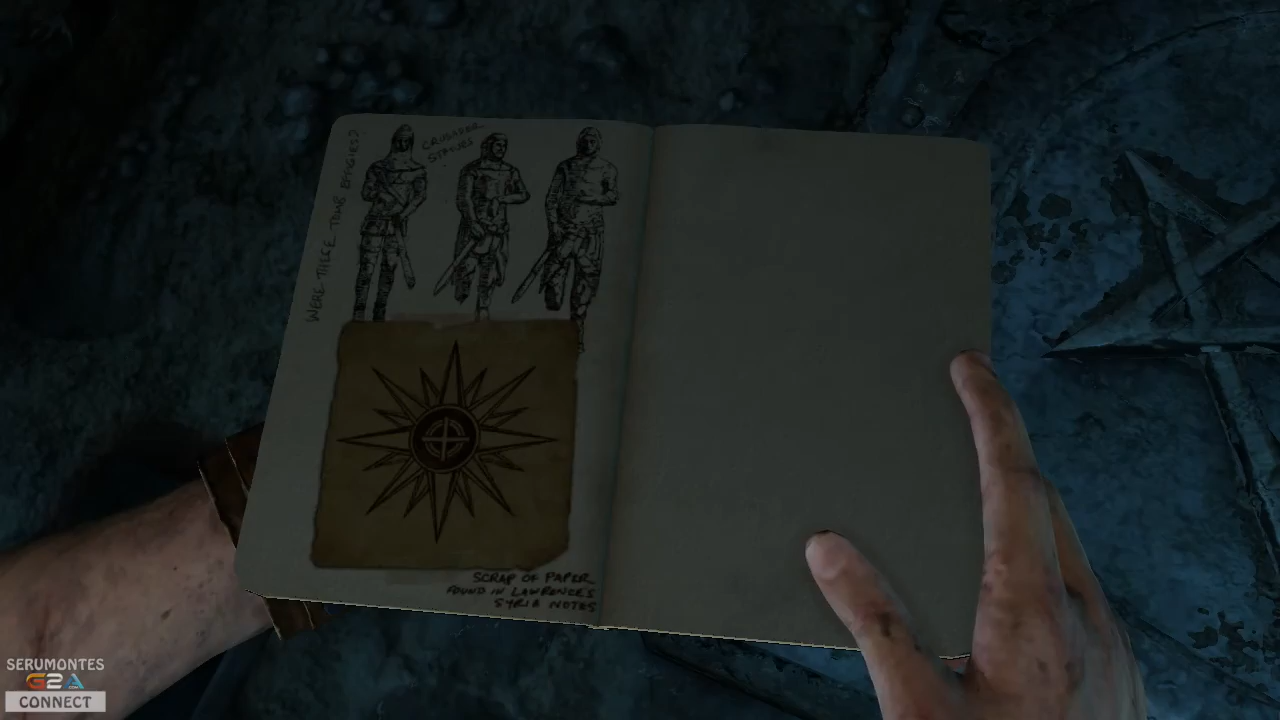 WERE THESE TOMB EFFIGIES?
CRUSADER
STATUES
SCRAP OF PAPER
FOUND IN LAWRENCE'S
SYRIA NOTES
SERUMONTES
G2A
CONNECT